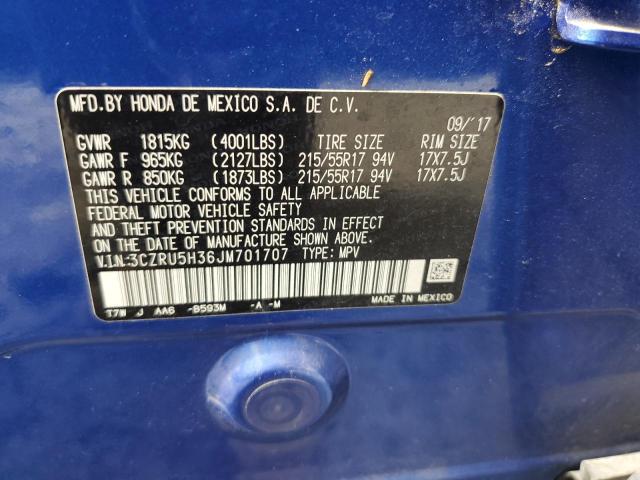 MFD.BY HONDA DE MEXICO S.A. DE C.V.
09/'17
GVWR 1815KG (4001LBS) TIRE SIZE RIM SIZE
GAWR F 965KG (2127LBS) 215/55R17 94V 17X7.5J
GAWR R 850KG (1873LBS) 215/55R17 94V 17X7.5J
THIS VEHICLE CONFORMS TO ALL APPLICABLE
FEDERAL MOTOR VEHICLE SAFETY
AND THEFT PREVENTION STANDARDS IN EFFECT
ON THE DATE OF MANUFACTURE SHOWN ABOVE.
V.I.N:3CZRU5H36JM701707 TYPE: MPV
MADE IN MEXICO
T7W J AA6 -B593M -A -M